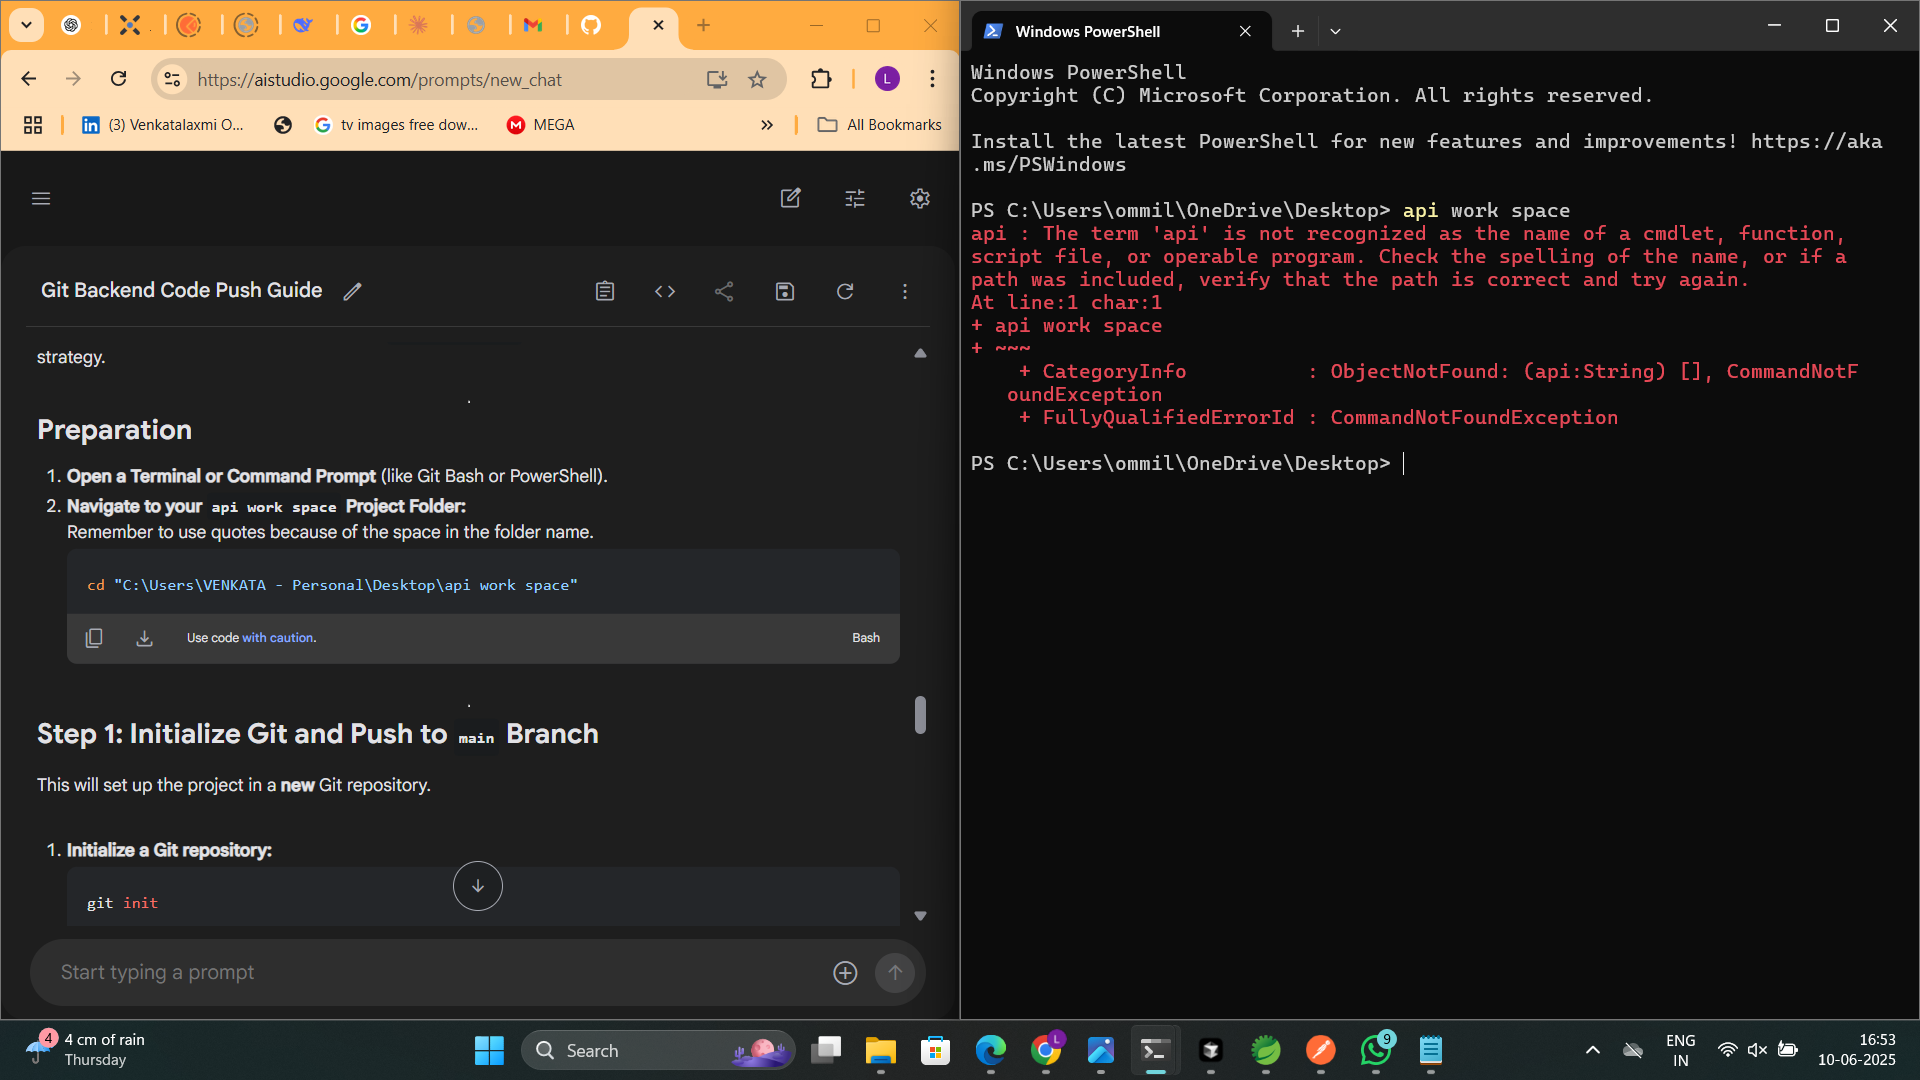 https://aistudio.google.com/prompts/new_chat
L
(3) Venkatalaxmi O...
tv images free dow...
MEGA
All Bookmarks
Git Backend Code Push Guide
strategy.
Preparation
1. Open a Terminal or Command Prompt (like Git Bash or PowerShell).
2. Navigate to your api work space Project Folder:
Remember to use quotes because of the space in the folder name.
cd "C:\Users\VENKATA - Personal\Desktop\api work space"
Use code with caution.
Bash
Step 1: Initialize Git and Push to main Branch
This will set up the project in a new Git repository.
1. Initialize a Git repository:
git init
Start typing a prompt
Windows PowerShell
Windows PowerShell
Copyright (C) Microsoft Corporation. All rights reserved.
Install the latest PowerShell for new features and improvements! https://aka
.ms/PSWindows
PS C:\Users\ommil\OneDrive\Desktop> api work space
api : The term 'api' is not recognized as the name of a cmdlet, function,
script file, or operable program. Check the spelling of the name, or if a
path was included, verify that the path is correct and try again.
At line:1 char:1
+ api work space
+ ~~~
+ CategoryInfo : ObjectNotFound: (api:String) [], CommandNotF
oundException
+ FullyQualifiedErrorId : CommandNotFoundException
PS C:\Users\ommil\OneDrive\Desktop>
4
4 cm of rain
Thursday
Search
L
9
ENG
IN
16:53
10-06-2025